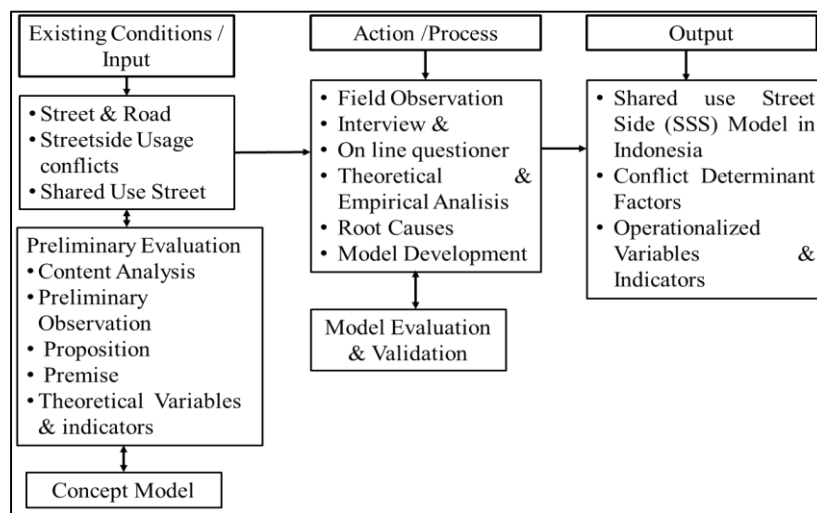 Existing Conditions /
Input
• Street & Road
• Streetside Usage
conflicts
• Shared Use Street
Preliminary Evaluation
• Content Analysis
• Preliminary
Observation
• Proposition
• Premise
• Theoretical Variables
& indicators
Concept Model
Action /Process
• Field Observation
• Interview &
• On line questioner
• Theoretical &
Empirical Analisis
• Root Causes
• Model Development
Model Evaluation
& Validation
Output
• Shared use Street
Side (SSS) Model in
Indonesia
• Conflict Determinant
Factors
• Operationalized
Variables &
Indicators